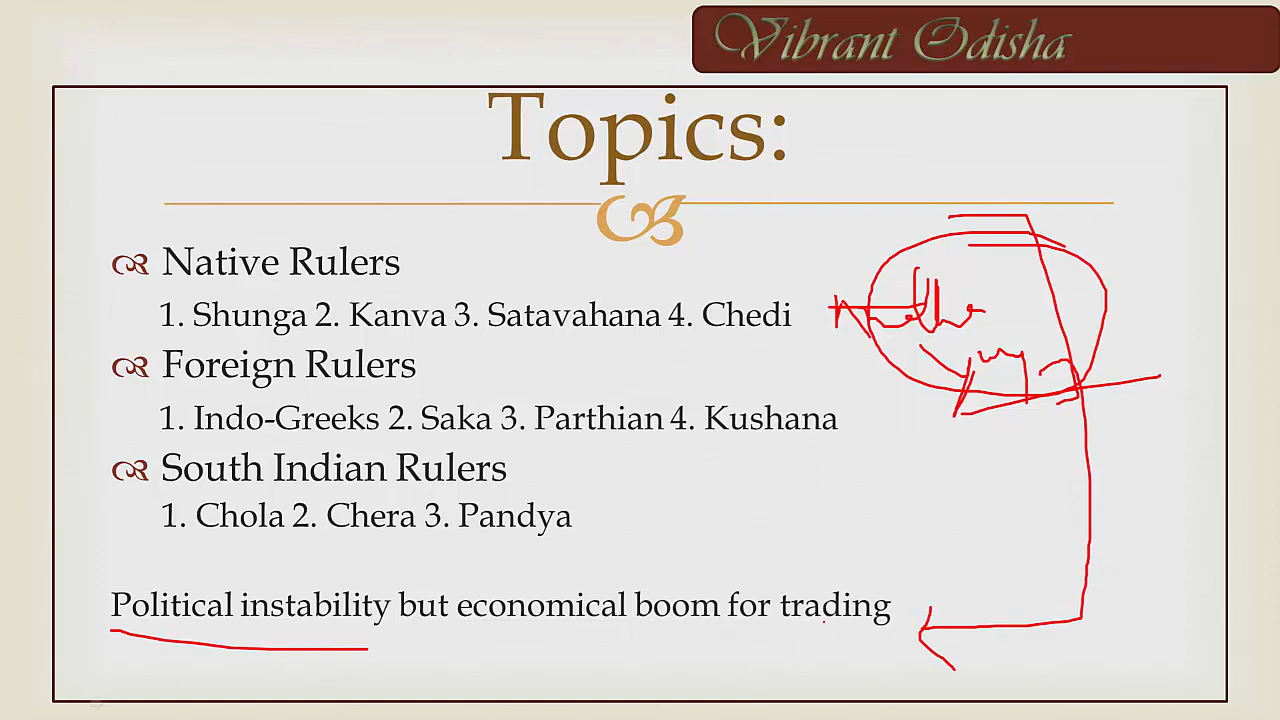 Vibrant Odisha
Topics:
Native Rulers
1. Shunga 2. Kanva 3. Satavahana 4. Chedi
Foreign Rulers
1. Indo-Greeks 2. Saka 3. Parthian 4. Kushana
South Indian Rulers
1. Chola 2. Chera 3. Pandya
Political instability but economical boom for trading